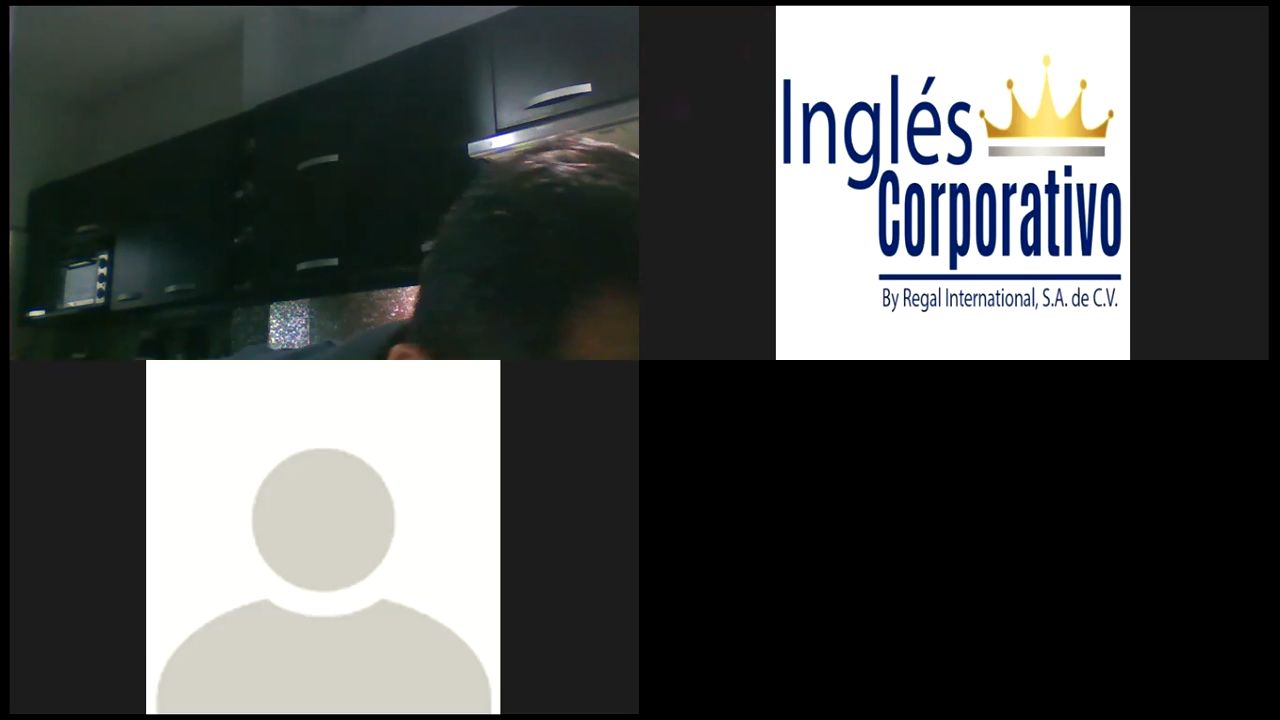 Inglés
Corporativo
By Regal International, S.A. de C.V.